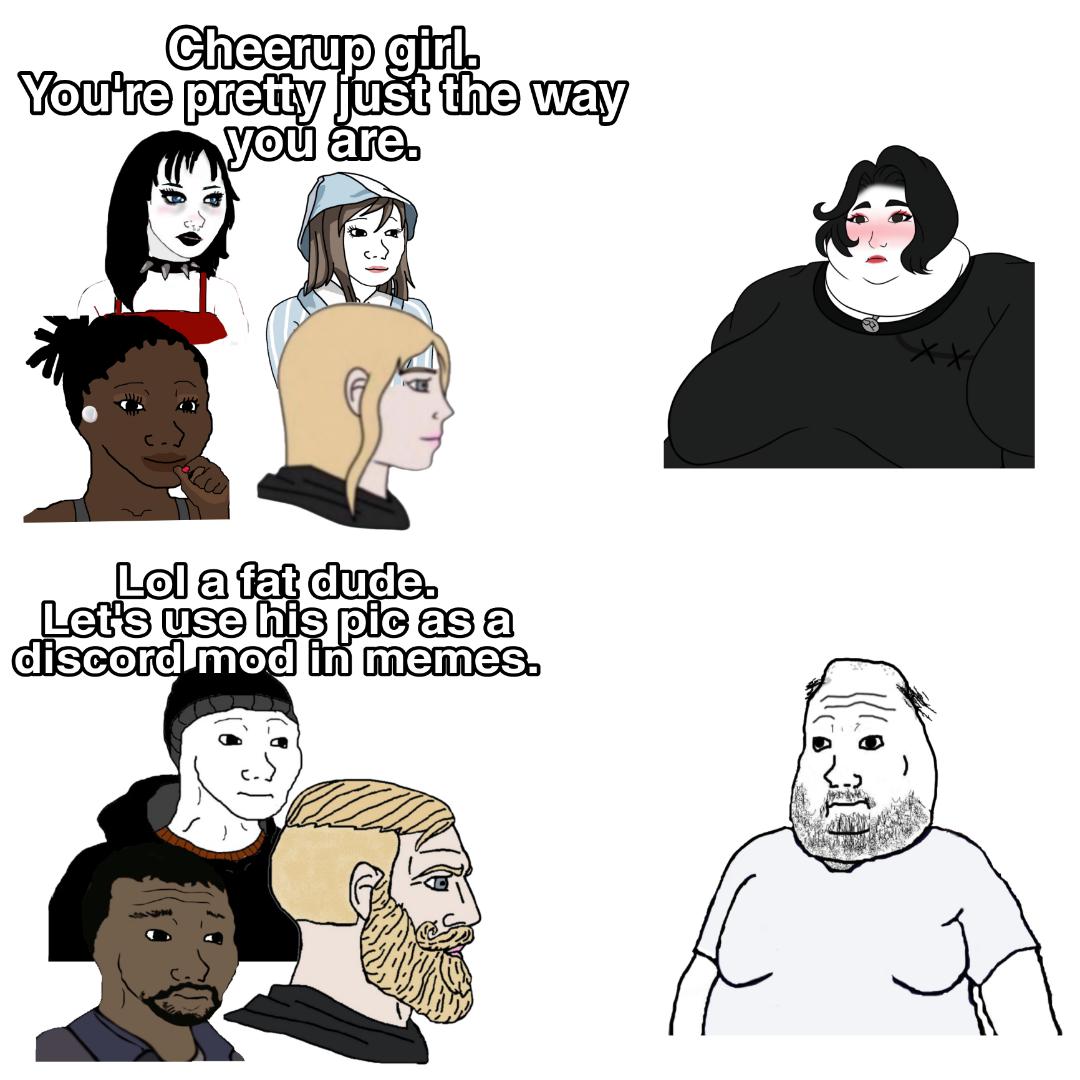 Cheerup girl.
You're pretty just the way
you are.
Lol a fat dude.
Let's use his pic as a
discord mod in memes.